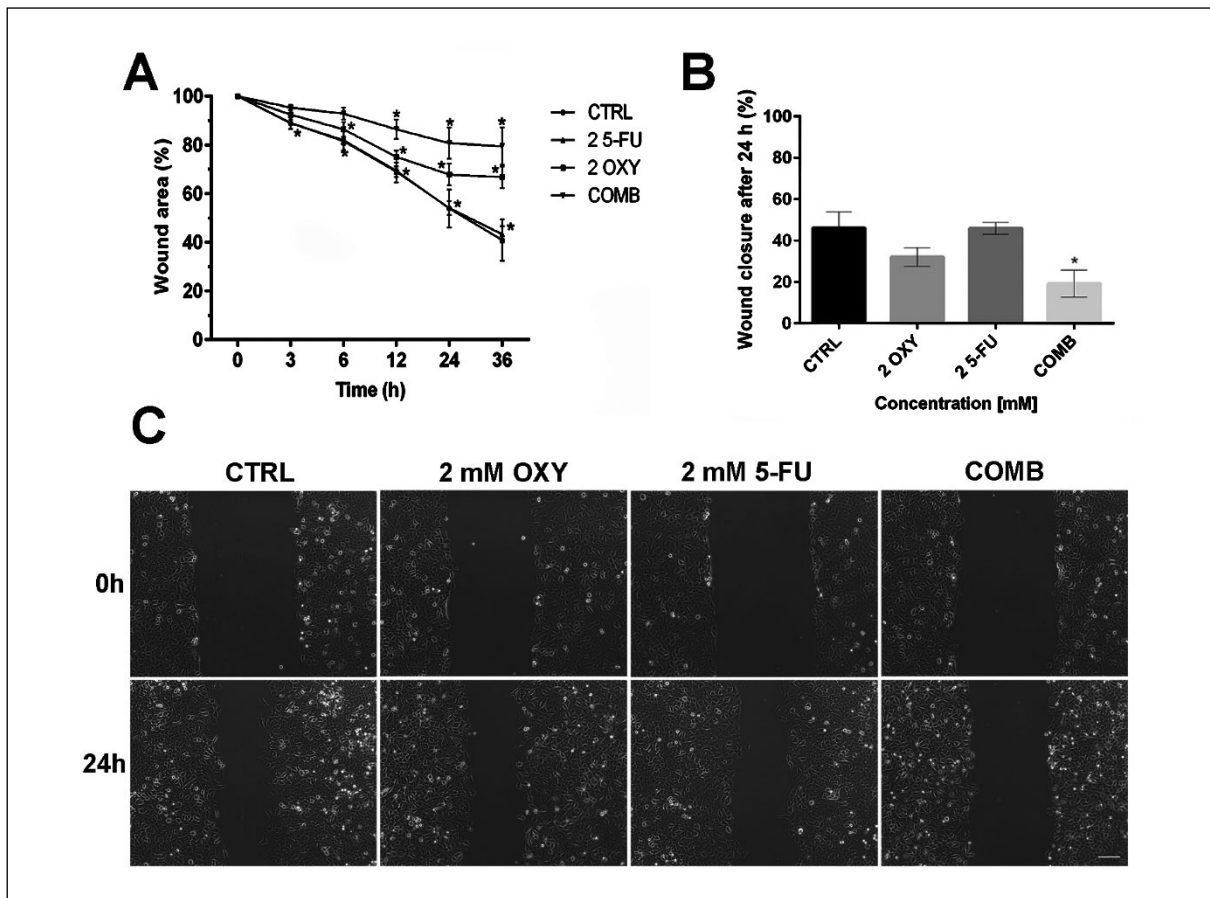 A
Wound area (%)
100
80
60
40
20
0
0 3 6 12 24 36
Time (h)
* * * *
* * * *
* * * * *
CTRL
2 5-FU
2 OXY
COMB
B
Wound closure after 24 h (%)
100
80
60
40
20
0
*
CTRL
2 OXY
2 5-FU
COMB
Concentration [mM]
C
CTRL 2 mM OXY 2 mM 5-FU COMB
0h
24h